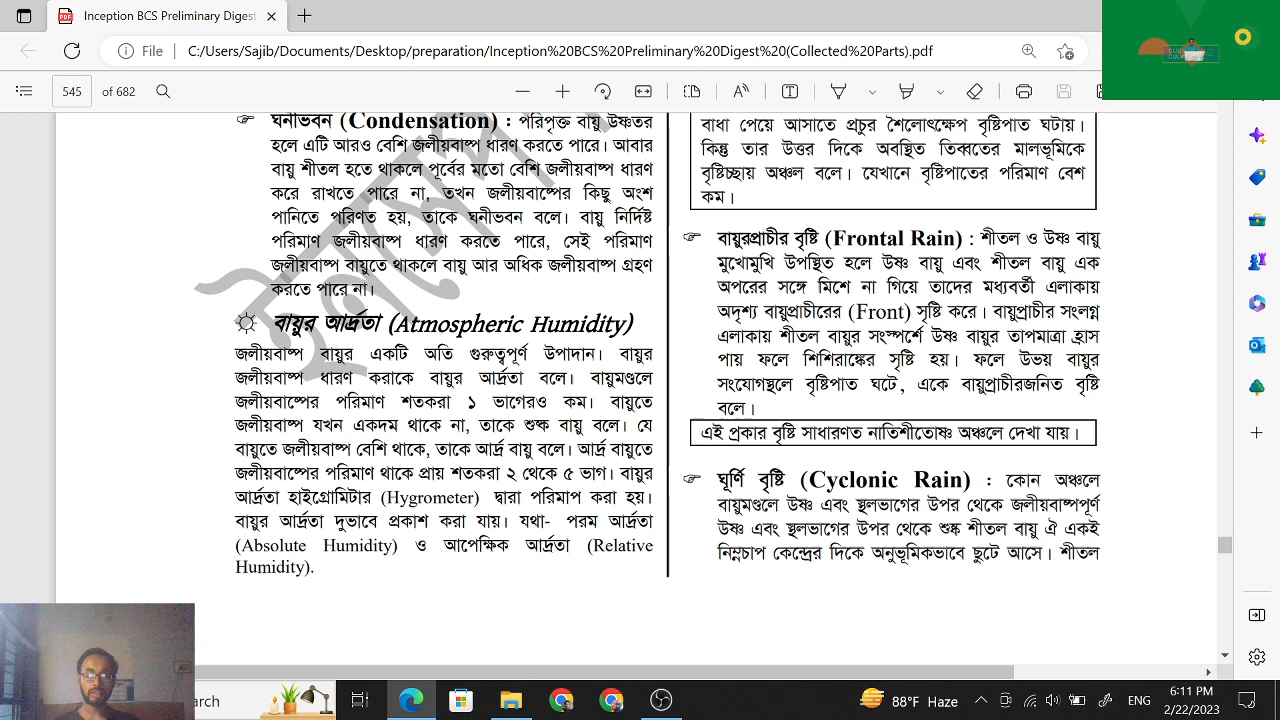 Inception BCS Preliminary Digest
File
C:/Users/Sajib/Documents/Desktop/preparation/Inception%20BCS%20Preliminary%20Digest%20(Collected%20Parts).pdf
545 of 682
ঘনীভবন (Condensation) : পরিপৃক্ত বায়ু উষ্ণতর
হলে এটি আরও বেশি জলীয়বাষ্প ধারণ করতে পারে। আবার
বায়ু শীতল হতে থাকলে পূর্বের মতো বেশি জলীয়বাষ্প ধারণ
করে রাখতে পারে না, তখন জলীয়বাষ্পের কিছু অংশ
পানিতে পরিণত হয়, তাকে ঘনীভবন বলে। বায়ু নির্দিষ্ট
পরিমাণ জলীয়বাষ্প ধারণ করতে পারে, সেই পরিমাণ
জলীয়বাষ্প বায়ুতে থাকলে বায়ু আর অধিক জলীয়বাষ্প গ্রহণ
করতে পারে না।
বায়ুর আর্দ্রতা (Atmospheric Humidity)
জলীয়বাষ্প বায়ুর একটি অতি গুরুত্বপূর্ণ উপাদান। বায়ুর
জলীয়বাষ্প ধারণ করাকে বায়ুর আর্দ্রতা বলে। বায়ুমণ্ডলে
জলীয়বাষ্পের পরিমাণ শতকরা ১ ভাগেরও কম। বায়ুতে
জলীয়বাষ্প যখন একদম থাকে না, তাকে শুষ্ক বায়ু বলে। যে
বায়ুতে জলীয়বাষ্প বেশি থাকে, তাকে আর্দ্র বায়ু বলে। আর্দ্র বায়ুতে
জলীয়বাষ্পের পরিমাণ থাকে প্রায় শতকরা ২ থেকে ৫ ভাগ। বায়ুর
আর্দ্রতা হাইগ্রোমিটার (Hygrometer) দ্বারা পরিমাপ করা হয়।
বায়ুর আর্দ্রতা দুভাবে প্রকাশ করা যায়। যথা- পরম আর্দ্রতা
(Absolute Humidity) ও আপেক্ষিক আর্দ্রতা (Relative
Humidity).
বাধা পেয়ে আসাতে প্রচুর শৈলোৎক্ষেপ বৃষ্টিপাত ঘটায়।
কিন্তু তার উত্তর দিকে অবস্থিত তিব্বতের মালভূমিকে
বৃষ্টিচ্ছায় অঞ্চল বলে। যেখানে বৃষ্টিপাতের পরিমাণ বেশ
কম।
বায়ুরপ্রাচীর বৃষ্টি (Frontal Rain) : শীতল ও উষ্ণ বায়ু
মুখোমুখি উপস্থিত হলে উষ্ণ বায়ু এবং শীতল বায়ু এক
অপরের সঙ্গে মিশে না গিয়ে তাদের মধ্যবর্তী এলাকায়
অদৃশ্য বায়ুপ্রাচীরের (Front) সৃষ্টি করে। বায়ুপ্রাচীর সংলগ্ন
এলাকায় শীতল বায়ুর সংস্পর্শে উষ্ণ বায়ুর তাপমাত্রা হ্রাস
পায় ফলে শিশিরাঙ্কের সৃষ্টি হয়। ফলে উভয় বায়ুর
সংযোগস্থলে বৃষ্টিপাত ঘটে, একে বায়ুপ্রাচীরজনিত বৃষ্টি
বলে।
এই প্রকার বৃষ্টি সাধারণত নাতিশীতোষ্ণ অঞ্চলে দেখা যায়।
ঘূর্ণি বৃষ্টি (Cyclonic Rain) : কোন অঞ্চলে
বায়ুমণ্ডলে উষ্ণ এবং স্থলভাগের উপর থেকে জলীয়বাষ্পপূর্ণ
উষ্ণ এবং স্থলভাগের উপর থেকে শুষ্ক শীতল বায়ু ঐ একই
নিম্নচাপ কেন্দ্রের দিকে অনুভূমিকভাবে ছুটে আসে। শীতল
arch
88°F Haze
ENG
6:11 PM
2/22/2023